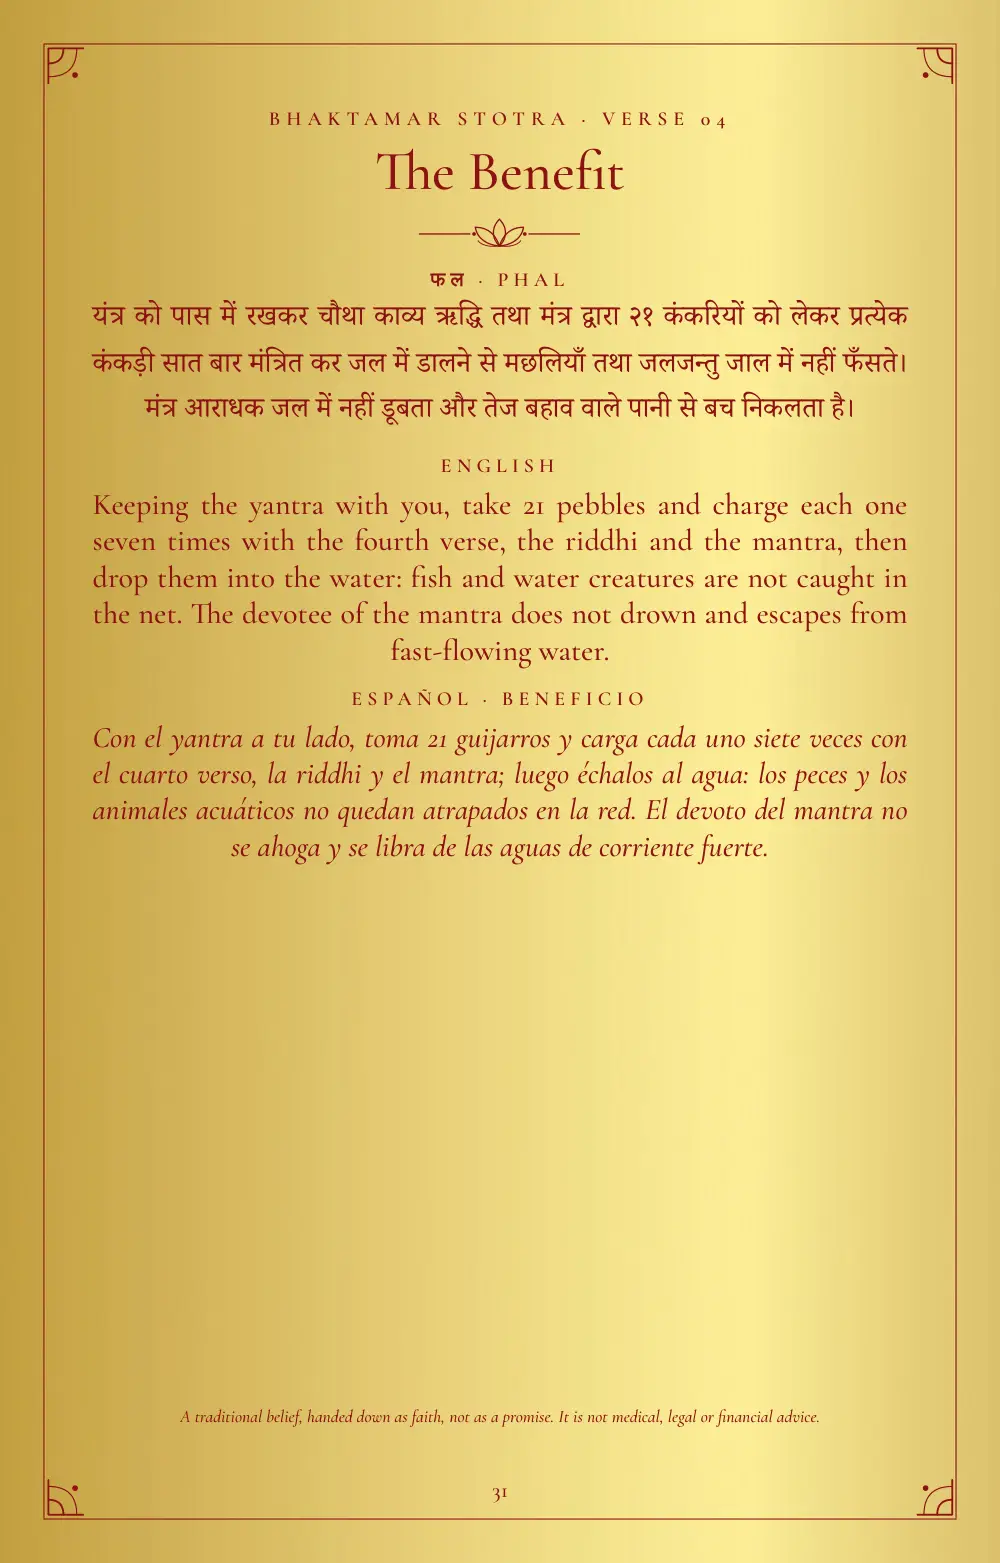 BHAKTAMAR STOTRA · VERSE 04
The Benefit
फल · PHAL
यंत्र को पास में रखकर चौथा काव्य ऋद्धि तथा मंत्र द्वारा २१ कंकरियों को लेकर प्रत्येक
कंकड़ी सात बार मंत्रित कर जल में डालने से मछलियाँ तथा जलजन्तु जाल में नहीं फँसते।
मंत्र आराधक जल में नहीं डूबता और तेज बहाव वाले पानी से बच निकलता है।
ENGLISH
Keeping the yantra with you, take 21 pebbles and charge each one
seven times with the fourth verse, the riddhi and the mantra, then
drop them into the water: fish and water creatures are not caught in
the net. The devotee of the mantra does not drown and escapes from
fast-flowing water.
ESPAÑOL · BENEFICIO
Con el yantra a tu lado, toma 21 guijarros y carga cada uno siete veces con
el cuarto verso, la riddhi y el mantra; luego échalos al agua: los peces y los
animales acuáticos no quedan atrapados en la red. El devoto del mantra no
se ahoga y se libra de las aguas de corriente fuerte.
A traditional belief, handed down as faith, not as a promise. It is not medical, legal or financial advice.
31